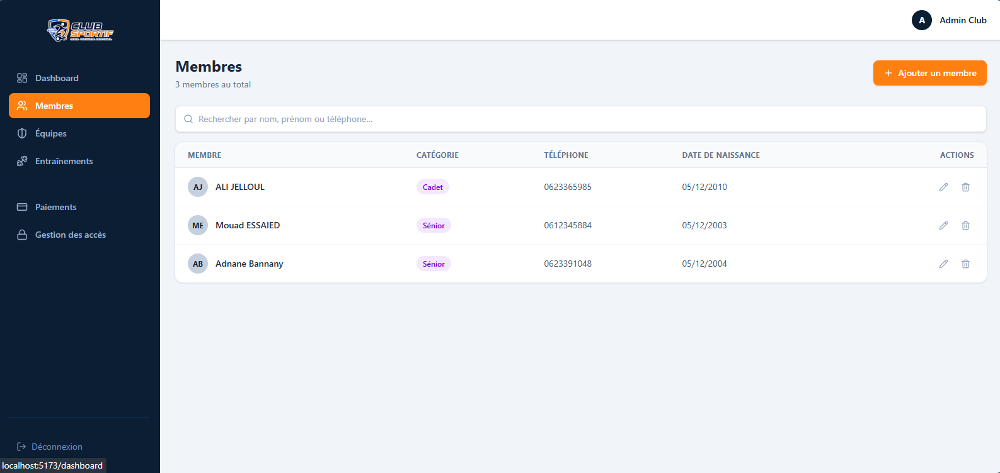 CLUB
SPORTIF
Dashboard
Membres
Équipes
Entraînements
Paiements
Gestion des accès
Déconnexion
localhost:5173/dashboard
A Admin Club
Membres
3 membres au total
+ Ajouter un membre
Rechercher par nom, prénom ou téléphone...
MEMBRE CATÉGORIE TÉLÉPHONE DATE DE NAISSANCE ACTIONS
AJ ALI JELLOUL Cadet 0623365985 05/12/2010
ME Mouad ESSAIED Sénior 0612345884 05/12/2003
AB Adnane Bannany Sénior 0623391048 05/12/2004